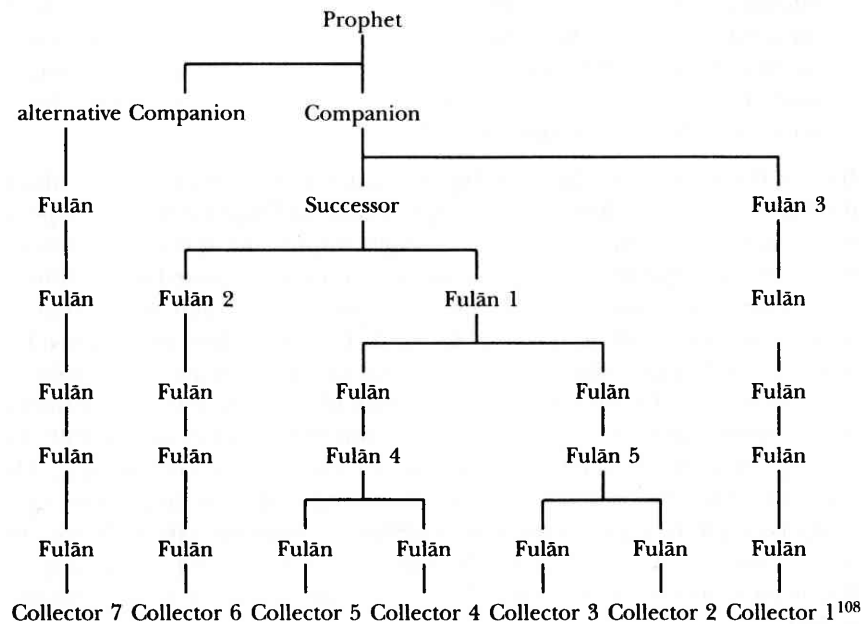 Prophet
alternative Companion Companion
Fulān Successor Fulān 3
Fulān Fulān 2 Fulān 1 Fulān
Fulān Fulān Fulān Fulān Fulān
Fulān Fulān Fulān 4 Fulān 5 Fulān
Fulān Fulān Fulān Fulān Fulān Fulān Fulān
Collector 7 Collector 6 Collector 5 Collector 4 Collector 3 Collector 2 Collector 1¹⁰⁸